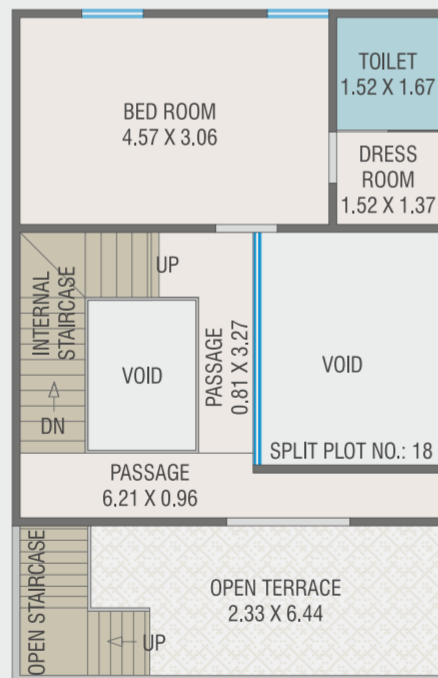 BED ROOM
4.57 X 3.06
TOILET
1.52 X 1.67
DRESS
ROOM
1.52 X 1.37
UP
INTERNAL
STAIRCASE
DN
VOID
PASSAGE
0.81 X 3.27
VOID
SPLIT PLOT NO.: 18
PASSAGE
6.21 X 0.96
OPEN STAIRCASE
UP
OPEN TERRACE
2.33 X 6.44